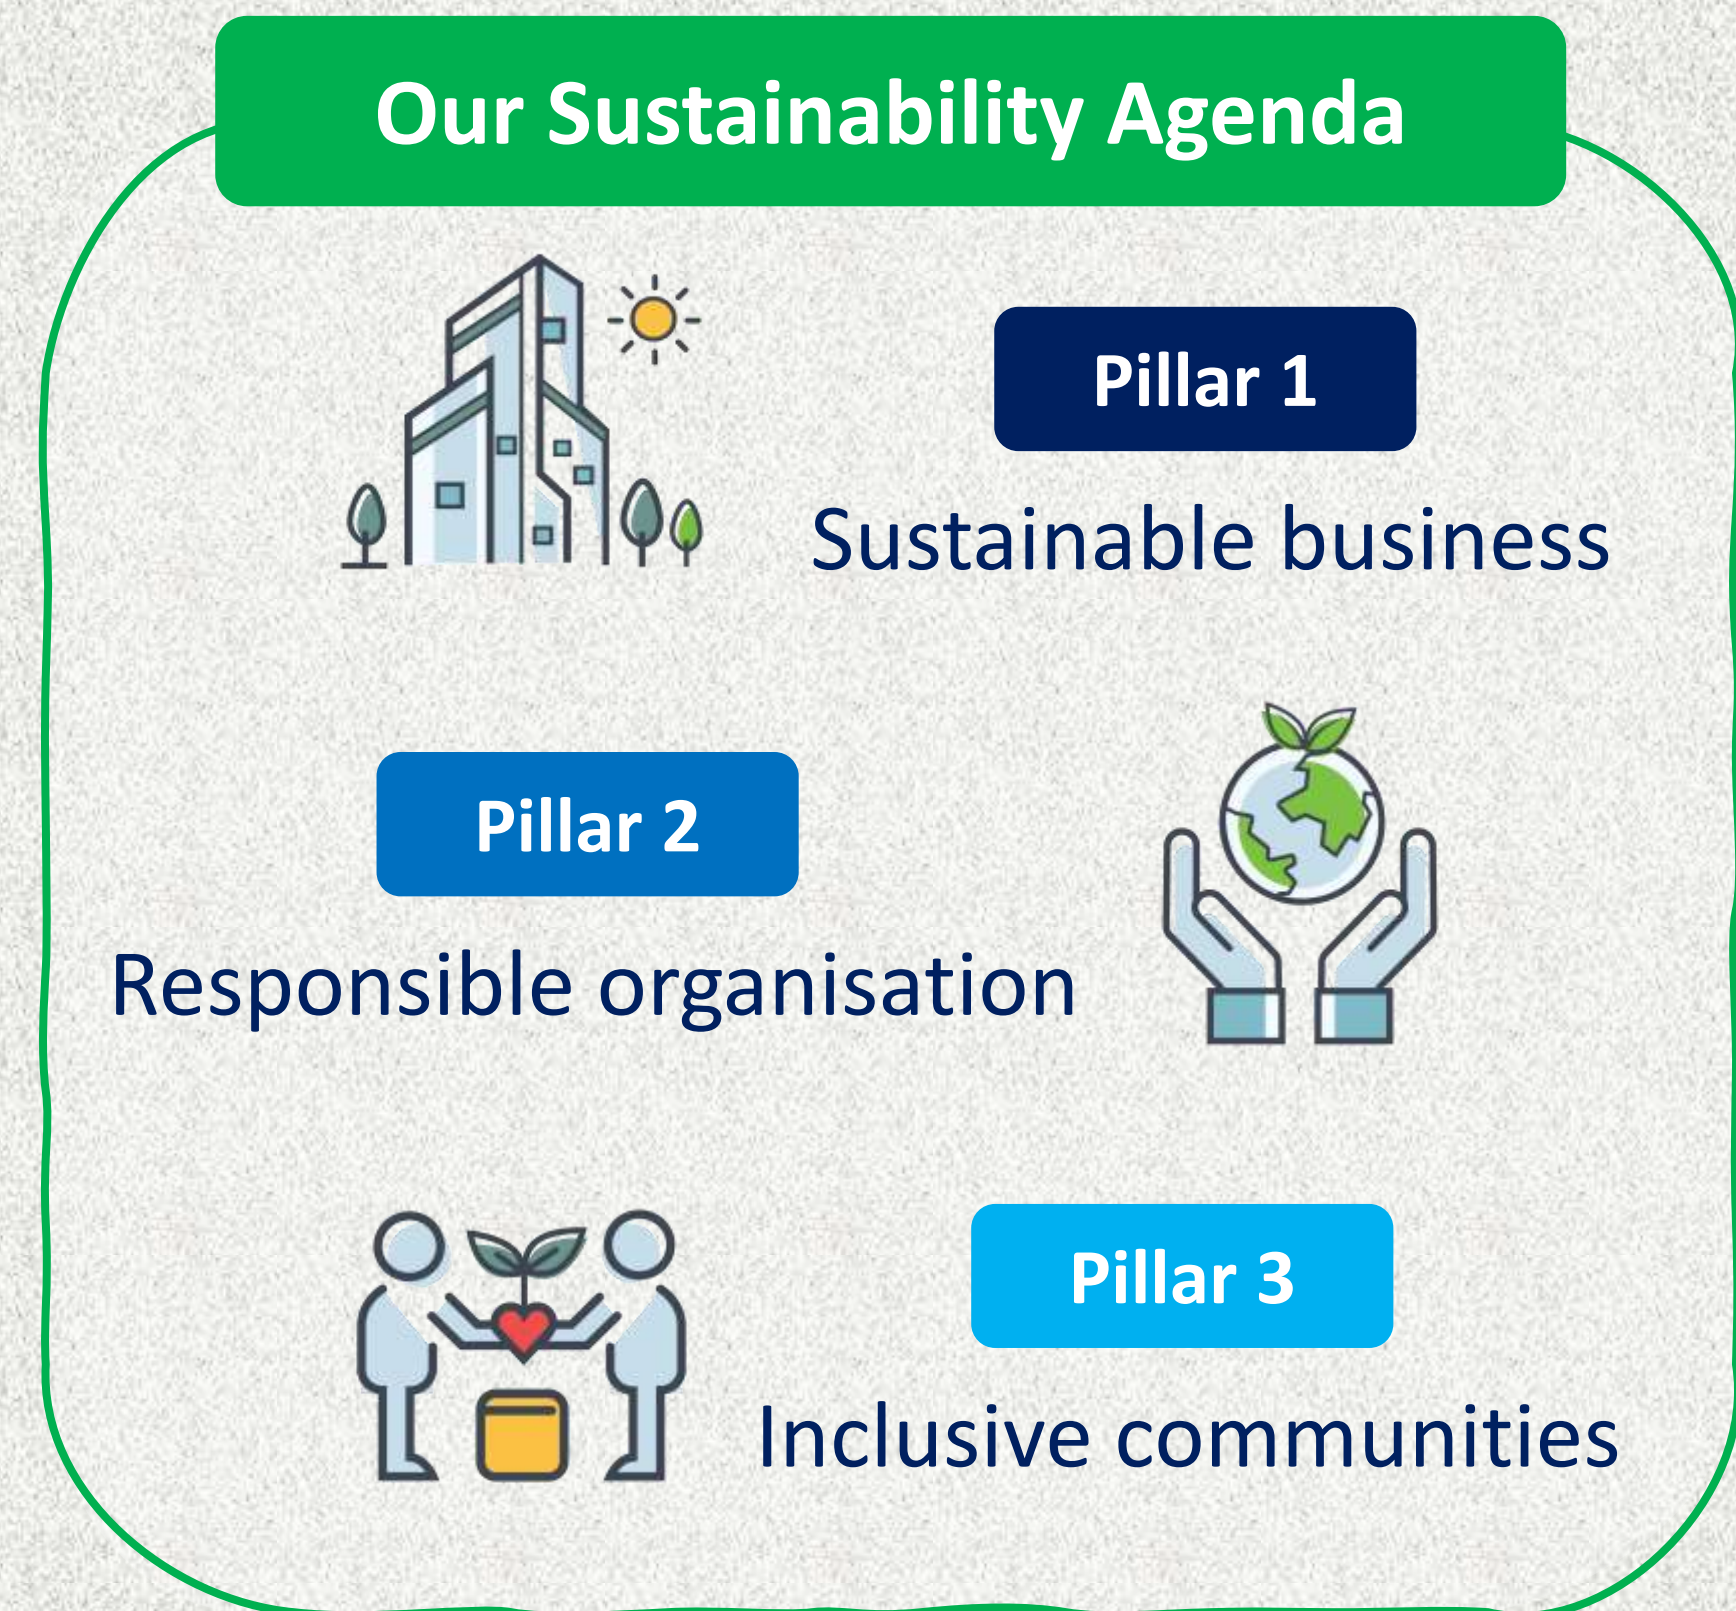 Our Sustainability Agenda
Pillar 1
Sustainable business
Pillar 2
Responsible organisation
Pillar 3
Inclusive communities